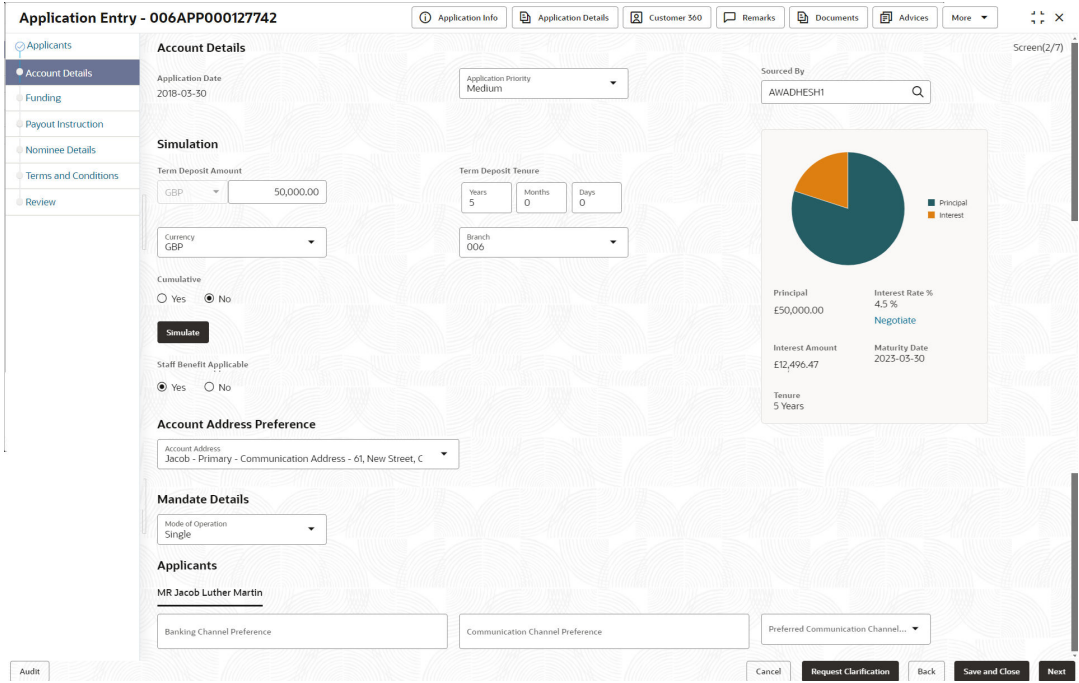 Application Entry - 006APP000127742
Application Info
Application Details
Customer 360
Remarks
Documents
Advices
More
Applicants
Account Details
Funding
Payout Instruction
Nominee Details
Terms and Conditions
Review
Account Details
Screen(2/7)
Application Date
2018-03-30
Application Priority
Medium
Sourced By
AWADHESH1
Simulation
Term Deposit Amount
GBP
50,000.00
Term Deposit Tenure
Years
5
Months
0
Days
0
Currency
GBP
Branch
006
Cumulative
Yes
No
Simulate
Staff Benefit Applicable
Yes
No
Principal
Interest
Principal
£50,000.00
Interest Rate %
4.5 %
Negotiate
Interest Amount
£12,496.47
Maturity Date
2023-03-30
Tenure
5 Years
Account Address Preference
Account Address
Jacob - Primary - Communication Address - 61, New Street, C
Mandate Details
Mode of Operation
Single
Applicants
MR Jacob Luther Martin
Banking Channel Preference
Communication Channel Preference
Preferred Communication Channel...
Audit
Cancel
Request Clarification
Back
Save and Close
Next